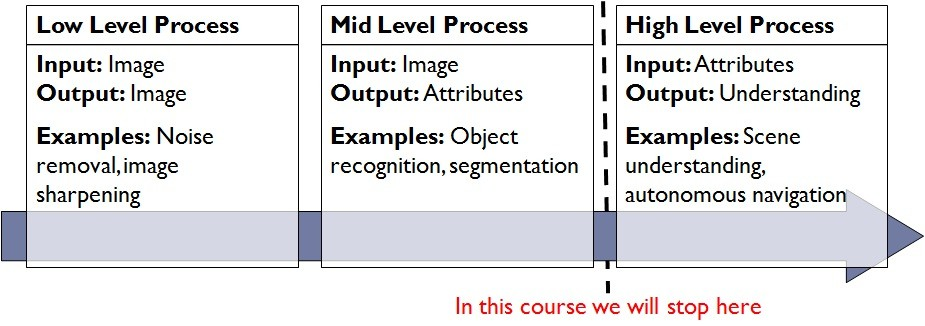 Low Level Process
Input: Image
Output: Image
Examples: Noise
removal, image
sharpening
Mid Level Process
Input: Image
Output: Attributes
Examples: Object
recognition, segmentation
High Level Process
Input: Attributes
Output: Understanding
Examples: Scene
understanding,
autonomous navigation
In this course we will stop here